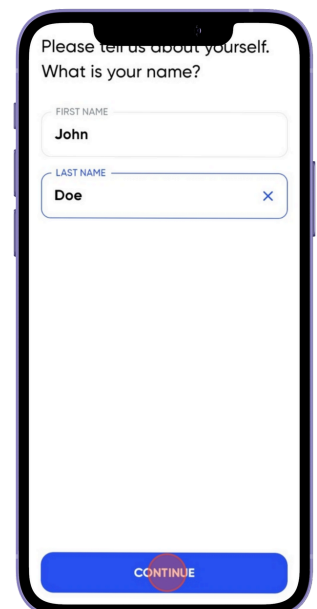 Please tell us about yourself.
What is your name?
FIRST NAME
John
LAST NAME
Doe
CONTINUE